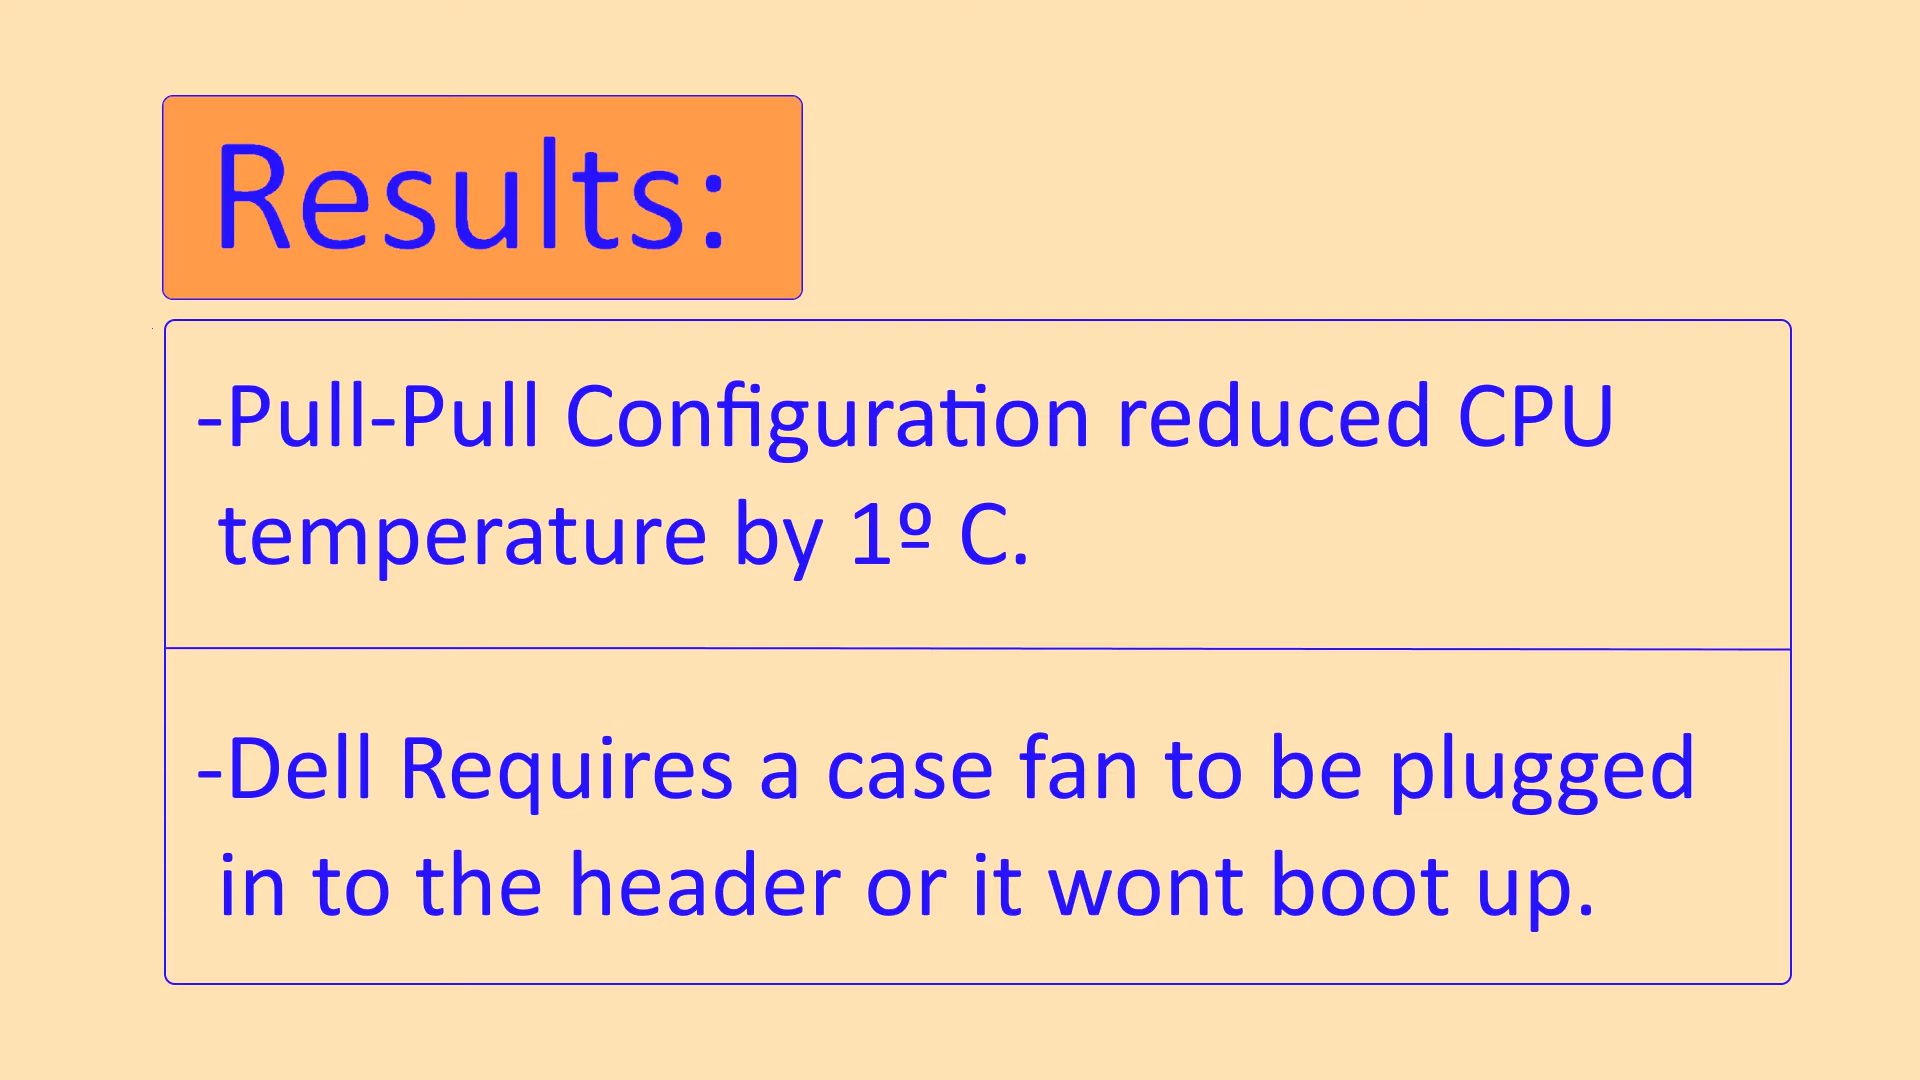 Results:
-Pull-Pull Configuration reduced CPU
temperature by 1º C.
-Dell Requires a case fan to be plugged
in to the header or it wont boot up.